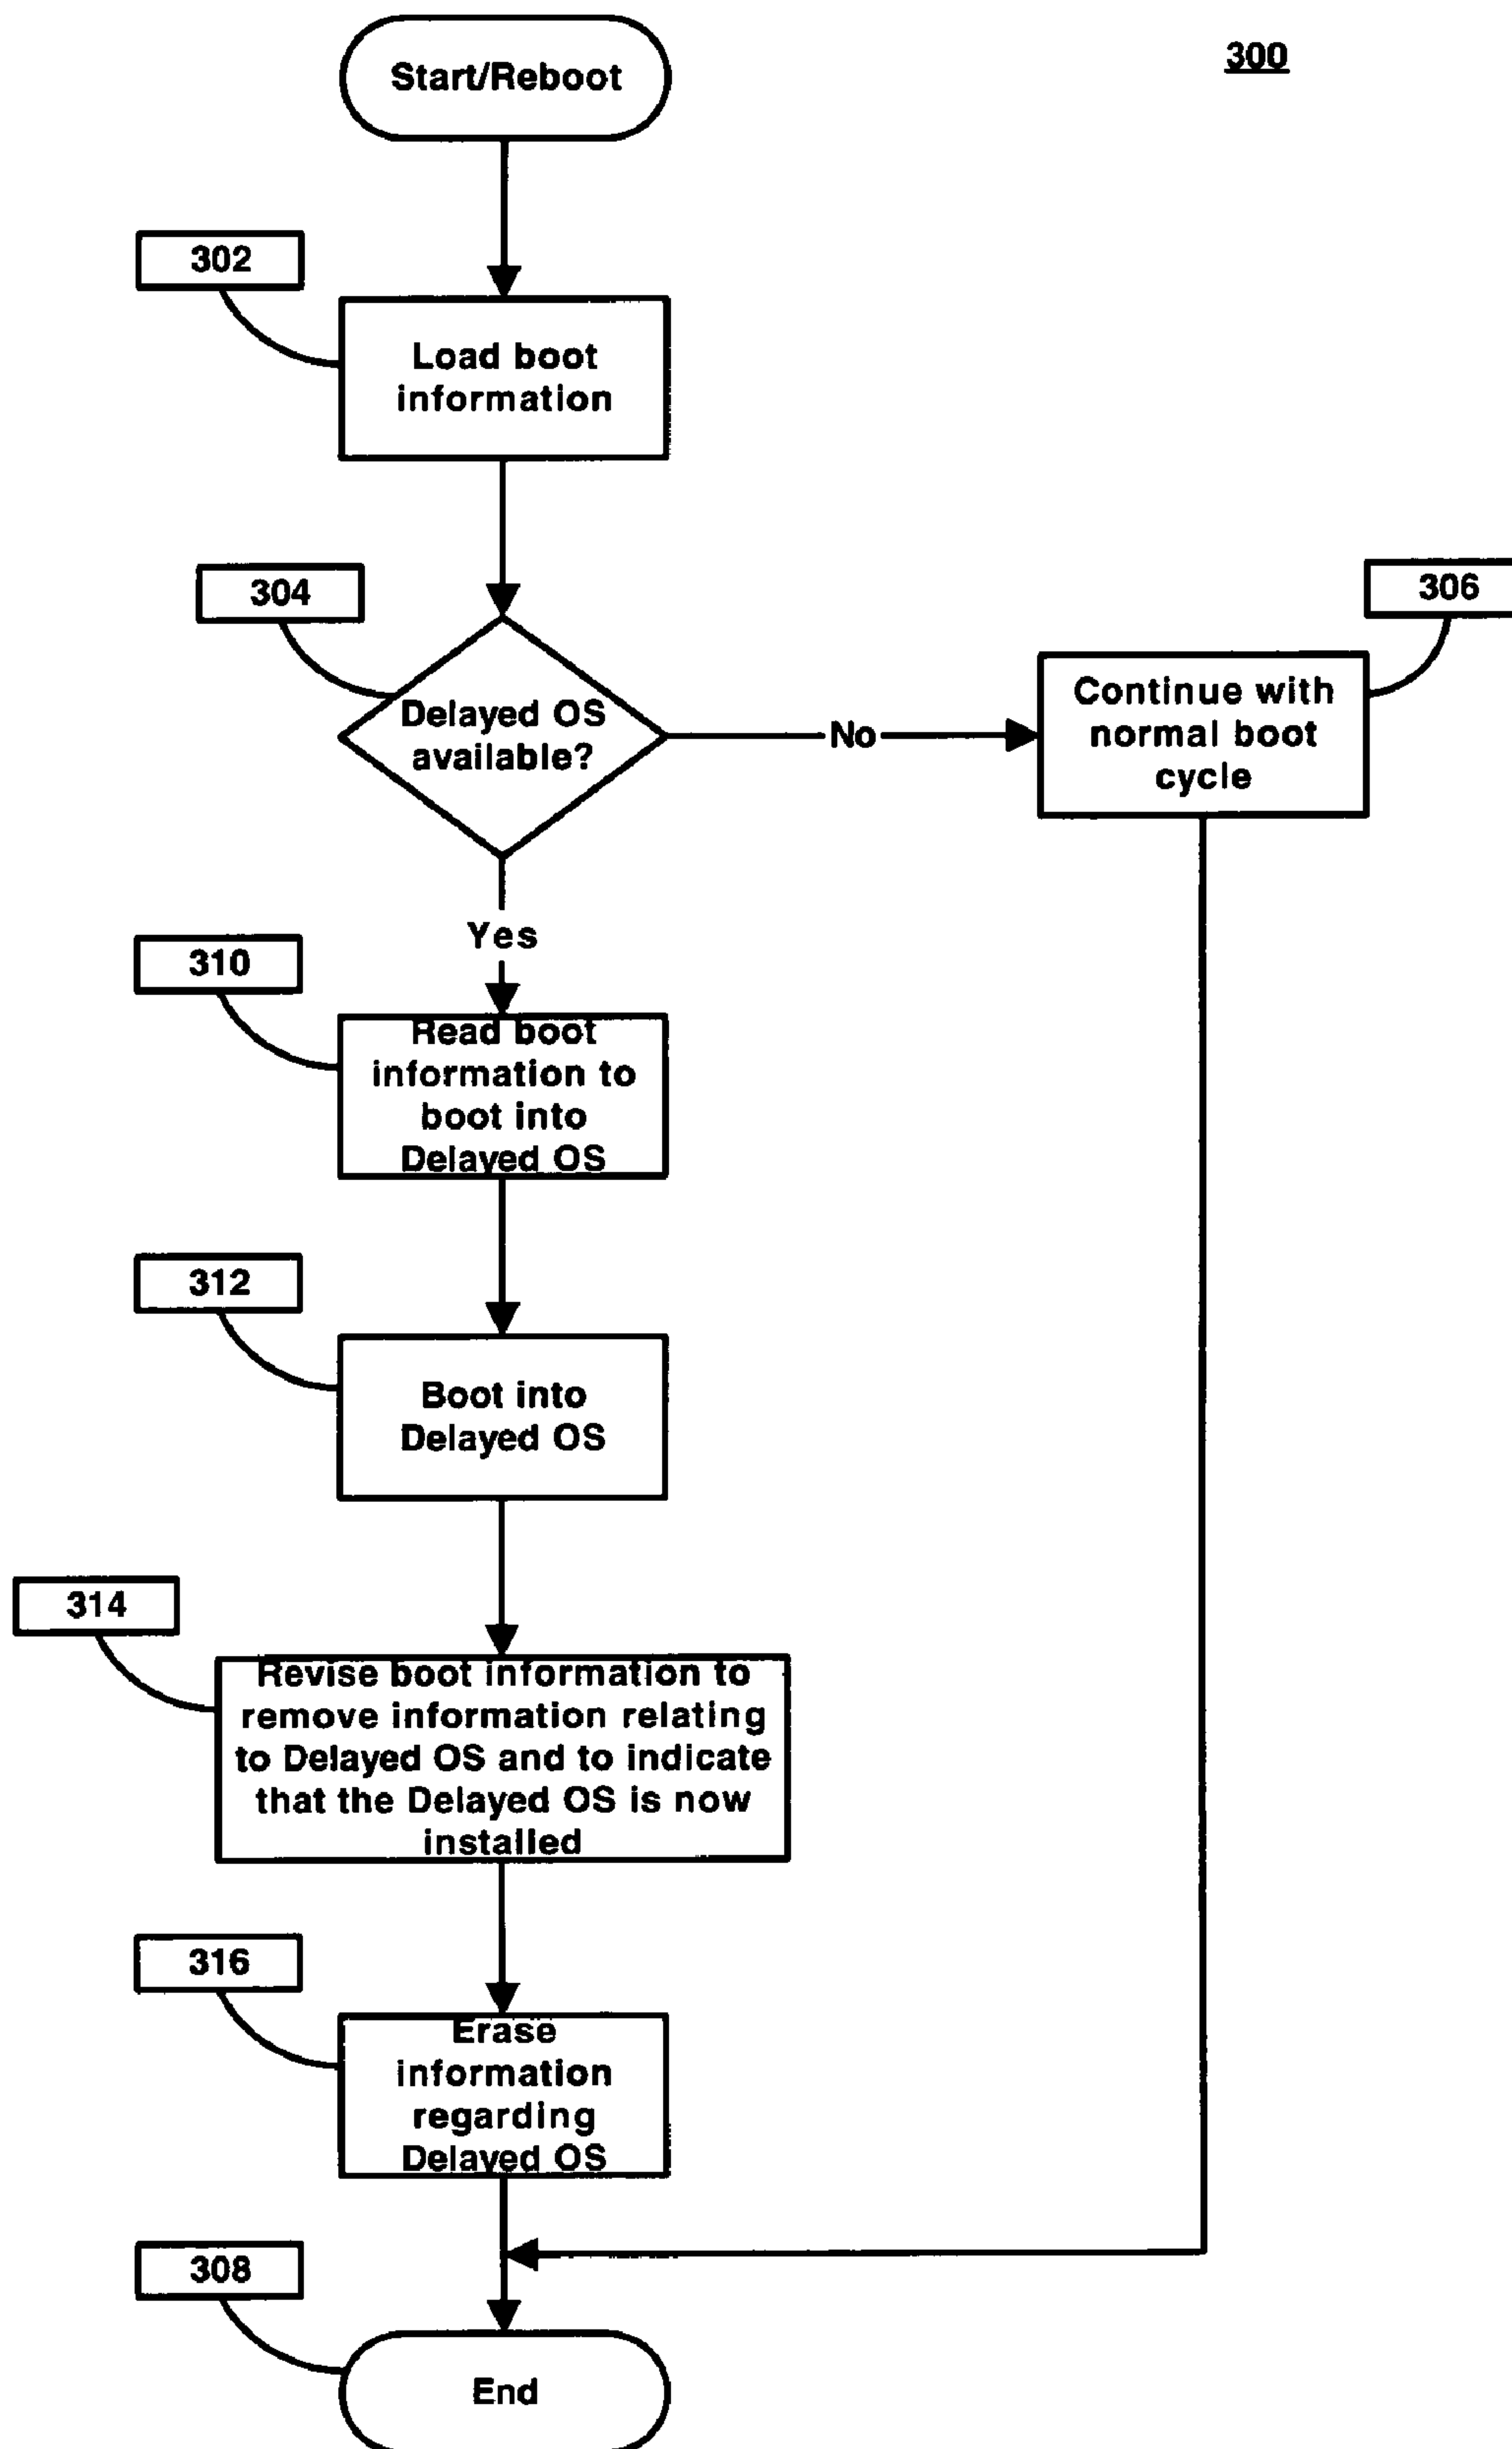 Start/Reboot
300
302
Load boot
information
304
Delayed OS
available?
No
306
Continue with
normal boot
cycle
Yes
310
Read boot
information to
boot into
Delayed OS
312
Boot into
Delayed OS
314
Revise boot information to
remove information relating
to Delayed OS and to indicate
that the Delayed OS is now
installed
316
Erase
information
regarding
Delayed OS
308
End